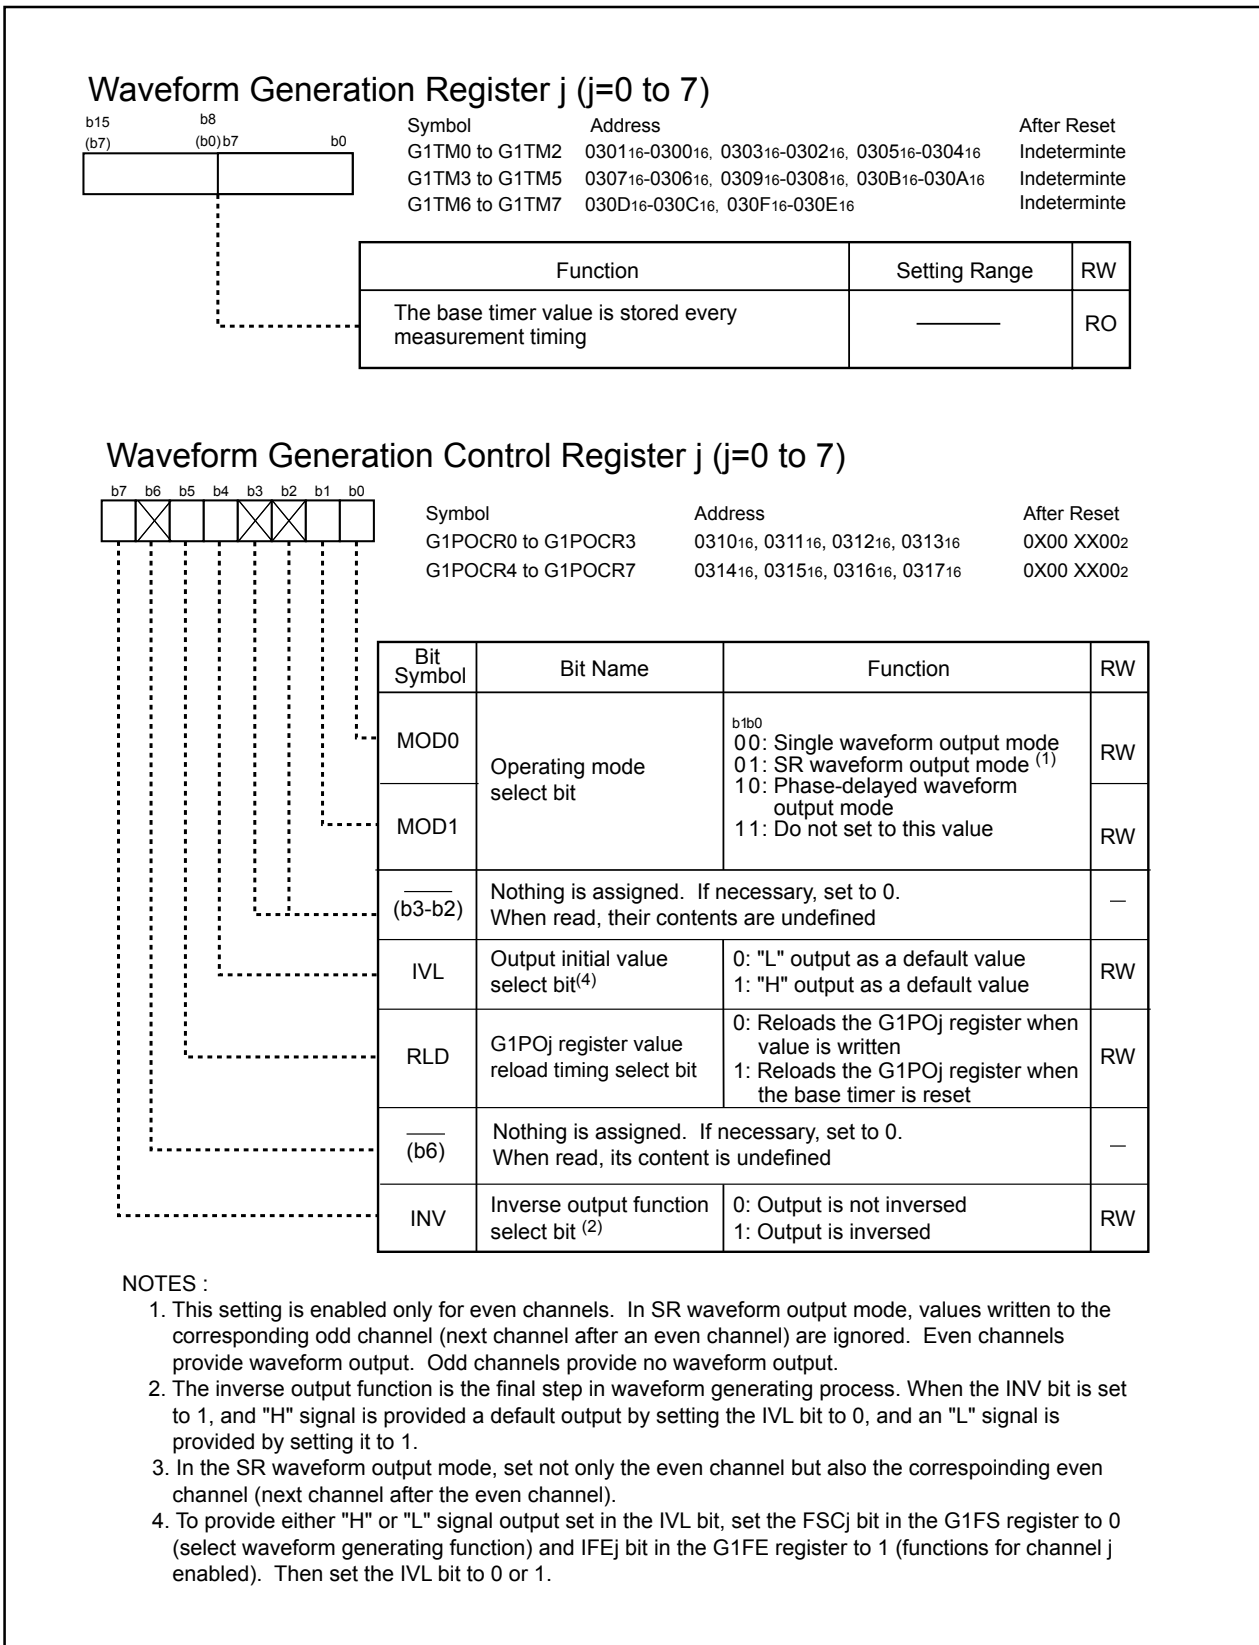 Waveform Generation Register j (j=0 to 7)
b15 b8
(b7) (b0) b7 b0
Symbol Address After Reset
G1TM0 to G1TM2 030116-030016, 030316-030216, 030516-030416 Indeterminte
G1TM3 to G1TM5 030716-030616, 030916-030816, 030B16-030A16 Indeterminte
G1TM6 to G1TM7 030D16-030C16, 030F16-030E16 Indeterminte
Function Setting Range RW
The base timer value is stored every
measurement timing
RO
Waveform Generation Control Register j (j=0 to 7)
b7 b6 b5 b4 b3 b2 b1 b0
Symbol Address After Reset
G1POCR0 to G1POCR3 031016, 031116, 031216, 031316 0X00 XX002
G1POCR4 to G1POCR7 031416, 031516, 031616, 031716 0X00 XX002
Bit
Symbol
Bit Name Function RW
MOD0
MOD1
Operating mode
select bit
b1b0
00: Single waveform output mode
01: SR waveform output mode (1)
10: Phase-delayed waveform
output mode
11: Do not set to this value
RW
RW
(b3-b2)
Nothing is assigned. If necessary, set to 0.
When read, their contents are undefined
—
IVL
Output initial value
select bit(4)
0: "L" output as a default value
1: "H" output as a default value
RW
RLD
G1POj register value
reload timing select bit
0: Reloads the G1POj register when
value is written
1: Reloads the G1POj register when
the base timer is reset
RW
(b6)
Nothing is assigned. If necessary, set to 0.
When read, its content is undefined
—
INV
Inverse output function
select bit (2)
0: Output is not inversed
1: Output is inversed
RW
NOTES :
1. This setting is enabled only for even channels. In SR waveform output mode, values written to the
corresponding odd channel (next channel after an even channel) are ignored. Even channels
provide waveform output. Odd channels provide no waveform output.
2. The inverse output function is the final step in waveform generating process. When the INV bit is set
to 1, and "H" signal is provided a default output by setting the IVL bit to 0, and an "L" signal is
provided by setting it to 1.
3. In the SR waveform output mode, set not only the even channel but also the correspoinding even
channel (next channel after the even channel).
4. To provide either "H" or "L" signal output set in the IVL bit, set the FSCj bit in the G1FS register to 0
(select waveform generating function) and IFEj bit in the G1FE register to 1 (functions for channel j
enabled). Then set the IVL bit to 0 or 1.